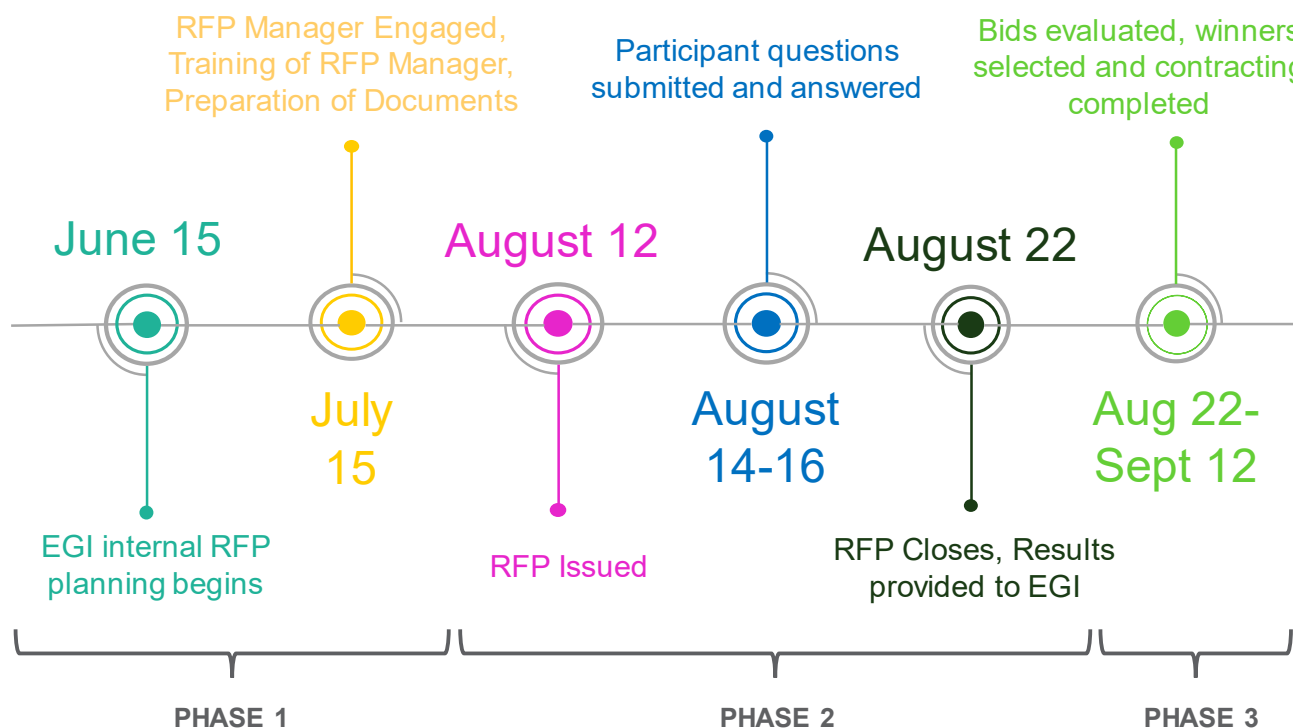 RFP Manager Engaged,
Training of RFP Manager,
Preparation of Documents
Participant questions
submitted and answered
Bids evaluated, winners
selected and contracting
completed
June 15
August 12
August 22
July
15
August
14-16
Aug 22-
Sept 12
EGI internal RFP
planning begins
RFP Issued
RFP Closes, Results
provided to EGI
PHASE 1
PHASE 2
PHASE 3